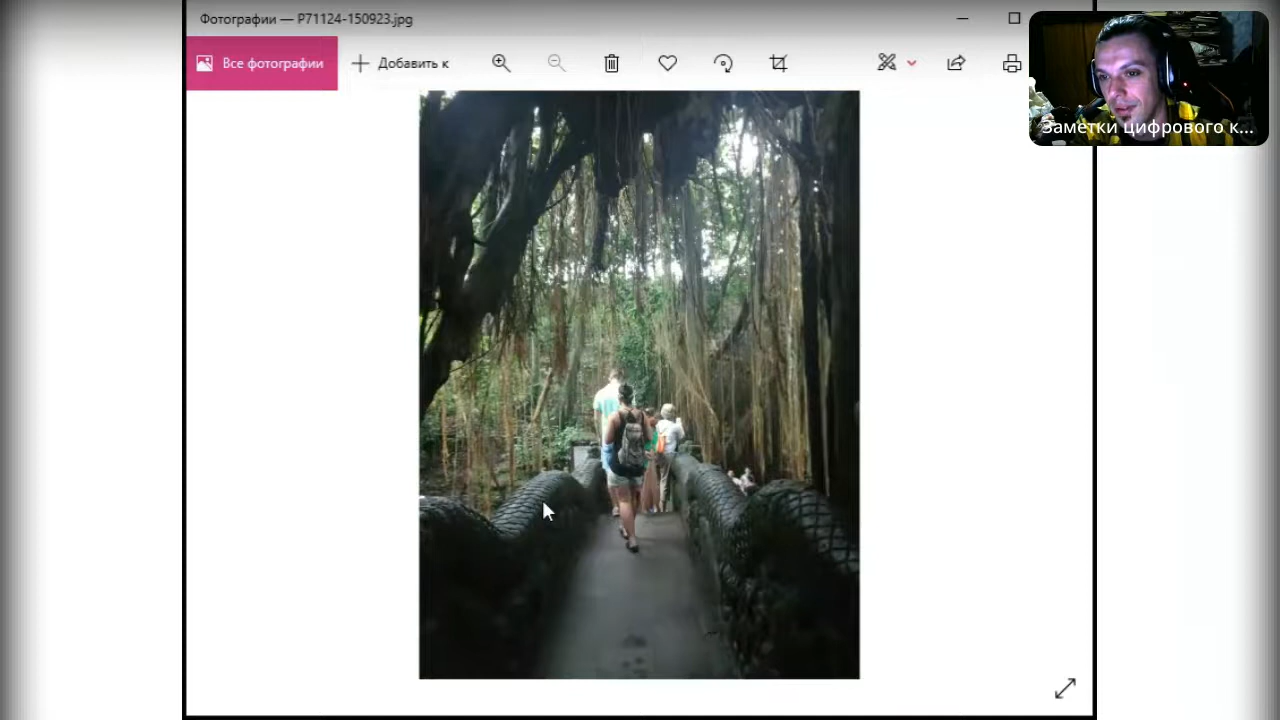 Фотографии — P71124-150923.jpg
Все фотографии
Добавить к
Заметки цифрового к...